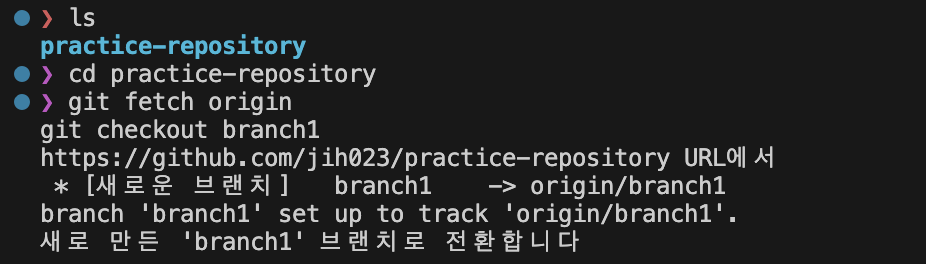 ❯ ls
practice-repository
❯ cd practice-repository
❯ git fetch origin
git checkout branch1
https://github.com/jih023/practice-repository URL에서
 * [새로운 브랜치]   branch1    -> origin/branch1
branch 'branch1' set up to track 'origin/branch1'.
새로 만든 'branch1' 브랜치로 전환합니다